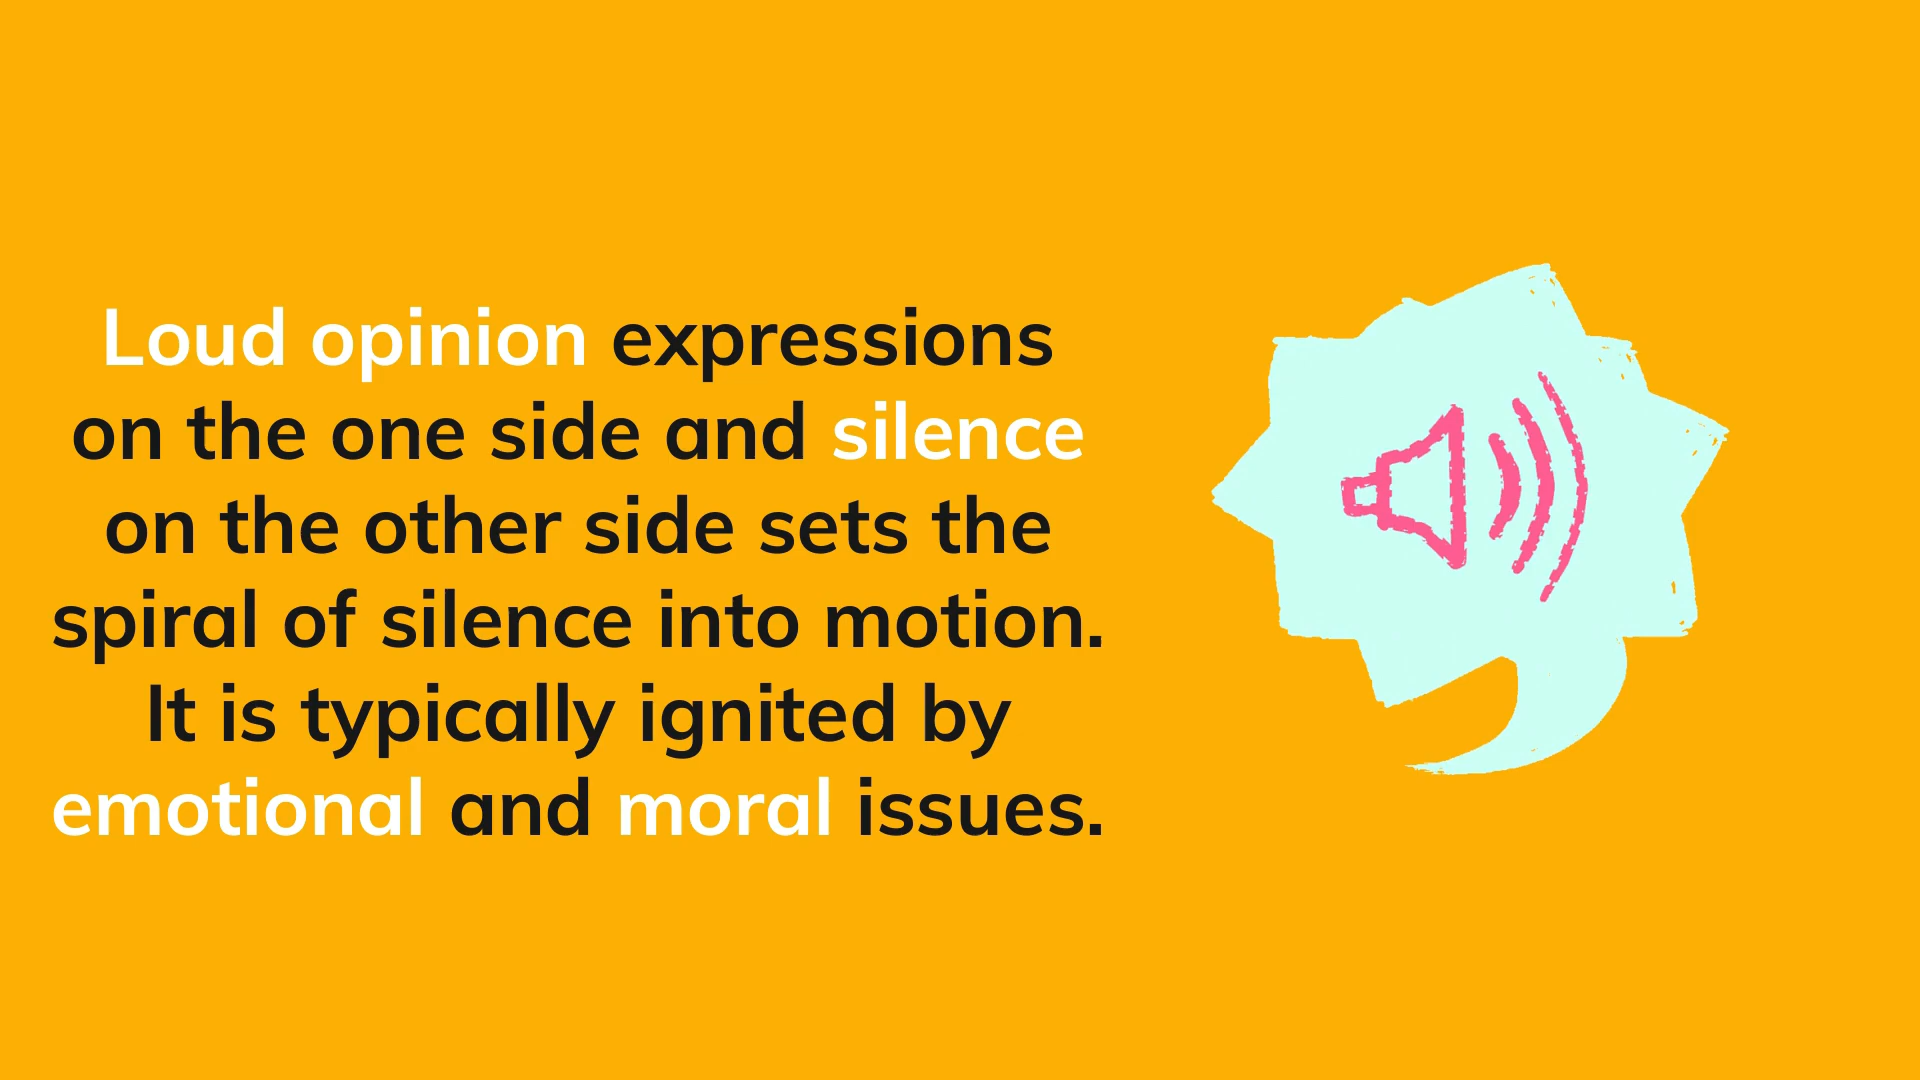 Loud opinion expressions
on the one side and silence
on the other side sets the
spiral of silence into motion.
It is typically ignited by
emotional and moral issues.